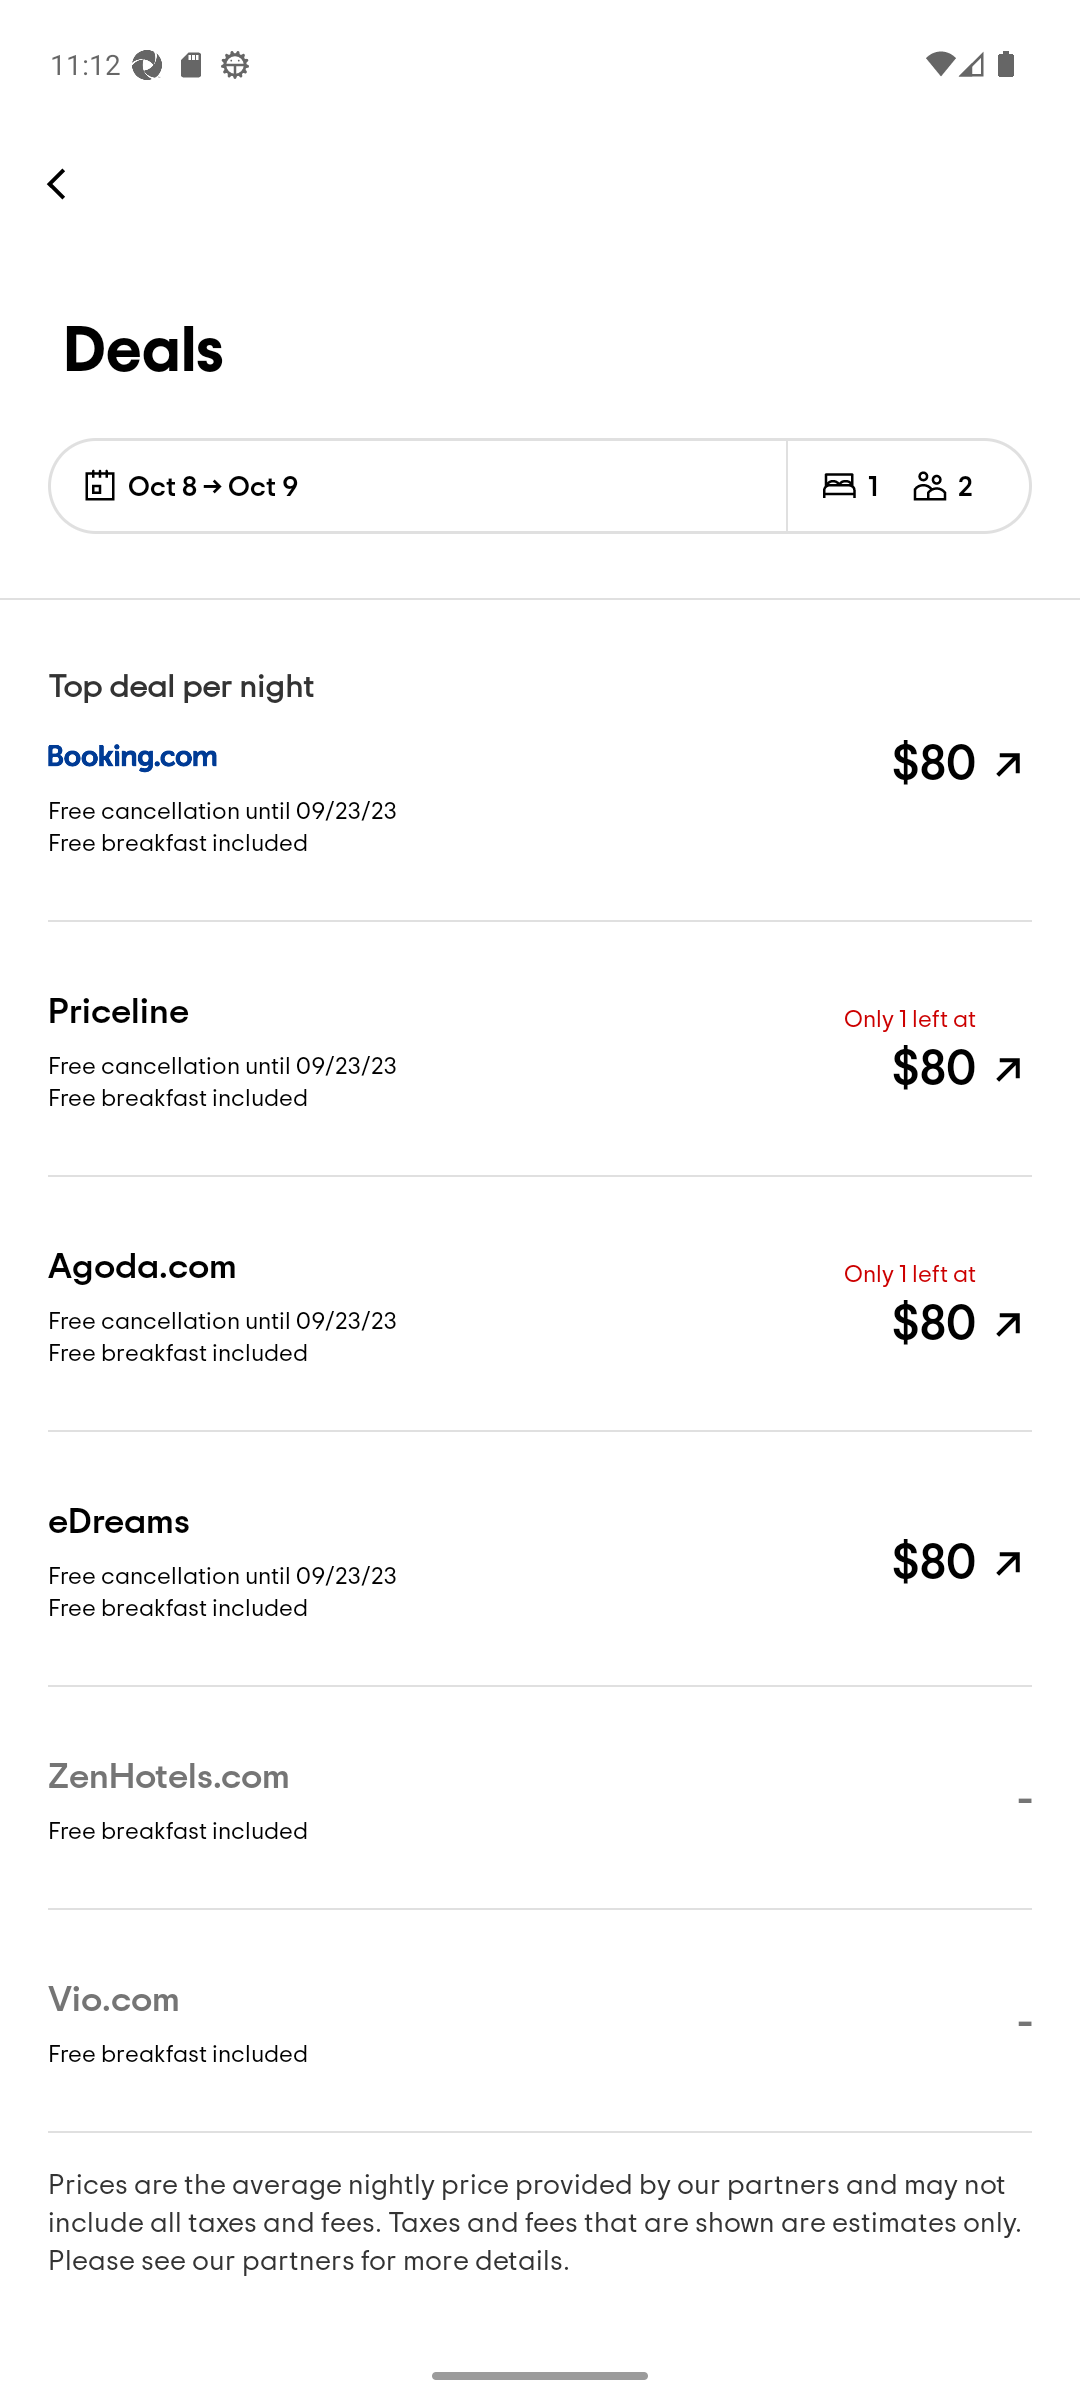 11:12
Deals
Oct 8 → Oct 9
1
2
Top deal per night
Booking.com
$80
Free cancellation until 09/23/23
Free breakfast included
Priceline
Only 1 left at
Free cancellation until 09/23/23
$80
Free breakfast included
Agoda.com
Only 1 left at
Free cancellation until 09/23/23
$80
Free breakfast included
eDreams
$80
Free cancellation until 09/23/23
Free breakfast included
ZenHotels.com
-
Free breakfast included
Vio.com
-
Free breakfast included
Prices are the average nightly price provided by our partners and may not
include all taxes and fees. Taxes and fees that are shown are estimates only.
Please see our partners for more details.